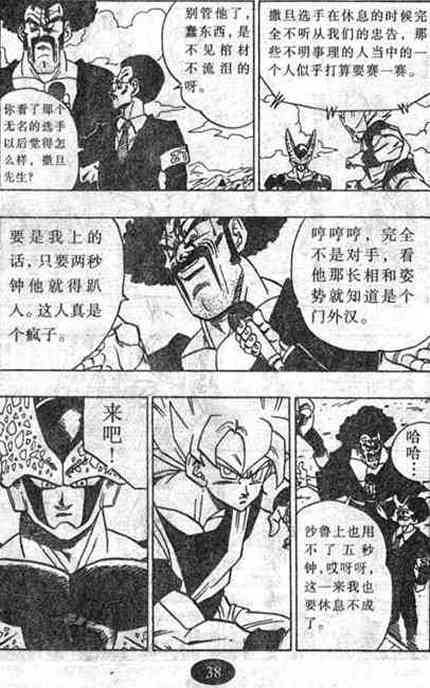 撒旦选手在休息的时候完
全不听从我们的忠告，那
些不明事理的人当中的一
个人似乎打算要赛一赛。
别管他了，
蠢东西，是
不见棺材
不流泪的
呀。
你看了那个
无名的选手
以后觉得怎
么样，撒旦
先生？
哼哼哼，完全
不是对手，看
他那长相和姿
势就知道是个
门外汉。
要是我上的
话，只要两秒
钟他就得趴
人。这人真是
个疯子。
哈哈…
沙鲁上也用
不了五秒
钟，哎呀呀，
这一来我也
要休息不成
了。
来吧！
38